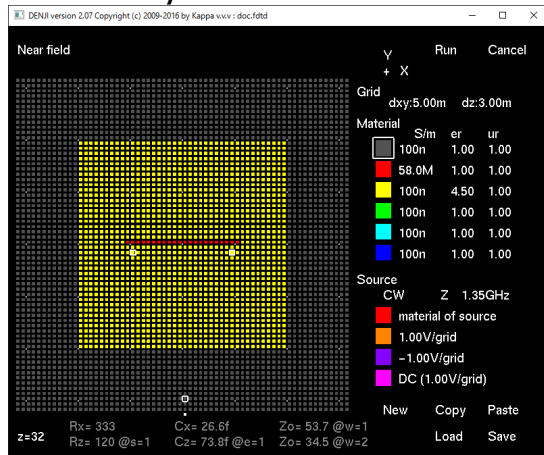 DENJI version 2.07 Copyright (c) 2009-2016 by Kappa v.v.v : doc.fdtd
Near field
Y
+ X
Run Cancel
Grid
dxy:5.00m dz:3.00m
Material
S/m er ur
100n 1.00 1.00
58.0M 1.00 1.00
100n 4.50 1.00
100n 1.00 1.00
100n 1.00 1.00
100n 1.00 1.00
Source
CW Z 1.35GHz
material of source
1.00V/grid
-1.00V/grid
DC (1.00V/grid)
New Copy Paste
Load Save
z=32
Rx= 333 Cx= 26.6f Zo= 53.7 @w=1
Rz= 120 @s=1 Cz= 73.8f @e=1 Zo= 34.5 @w=2